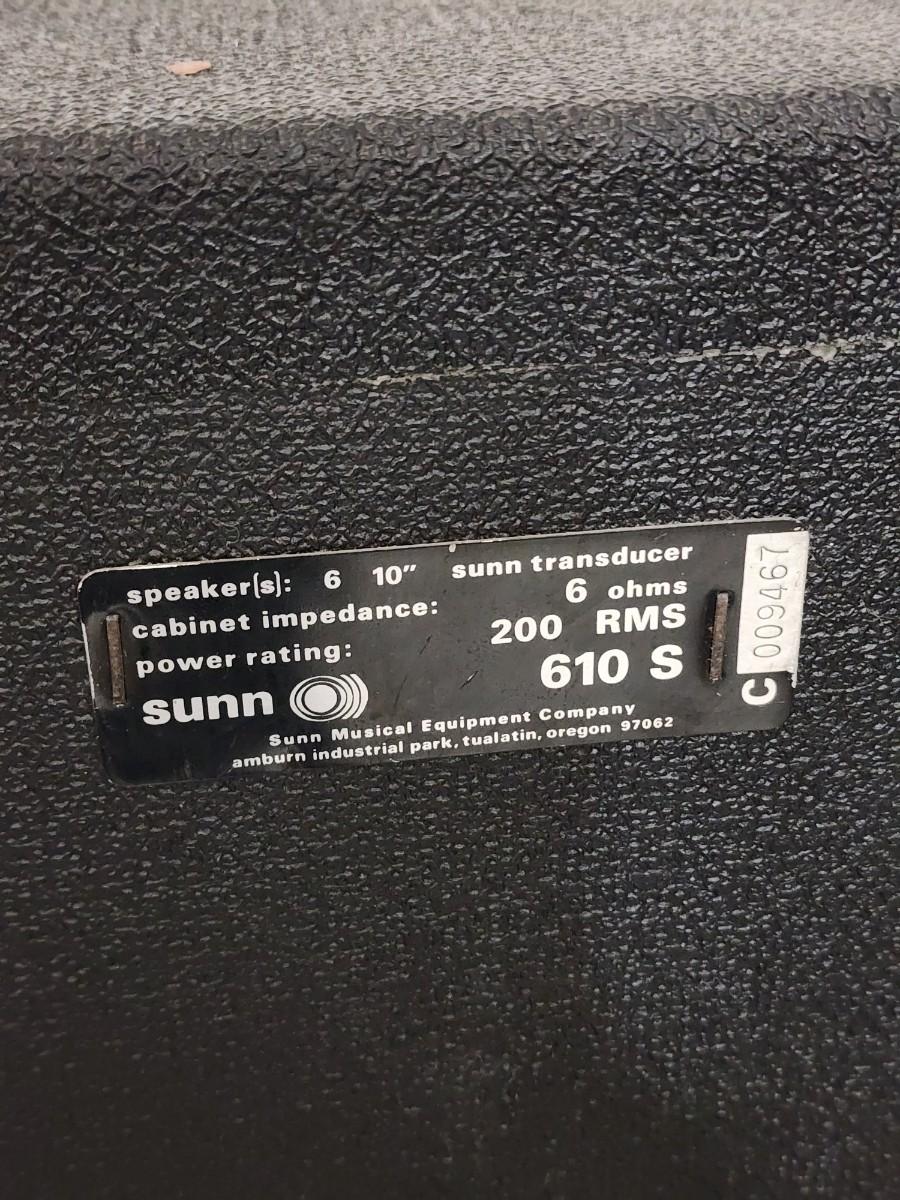 speaker(s): 6 10" sunn transducer
cabinet impedance: 6 ohms
power rating: 200 RMS
sunn 610 S
Sunn Musical Equipment Company
amburn industrial park, tualatin, oregon 97062
C 009467